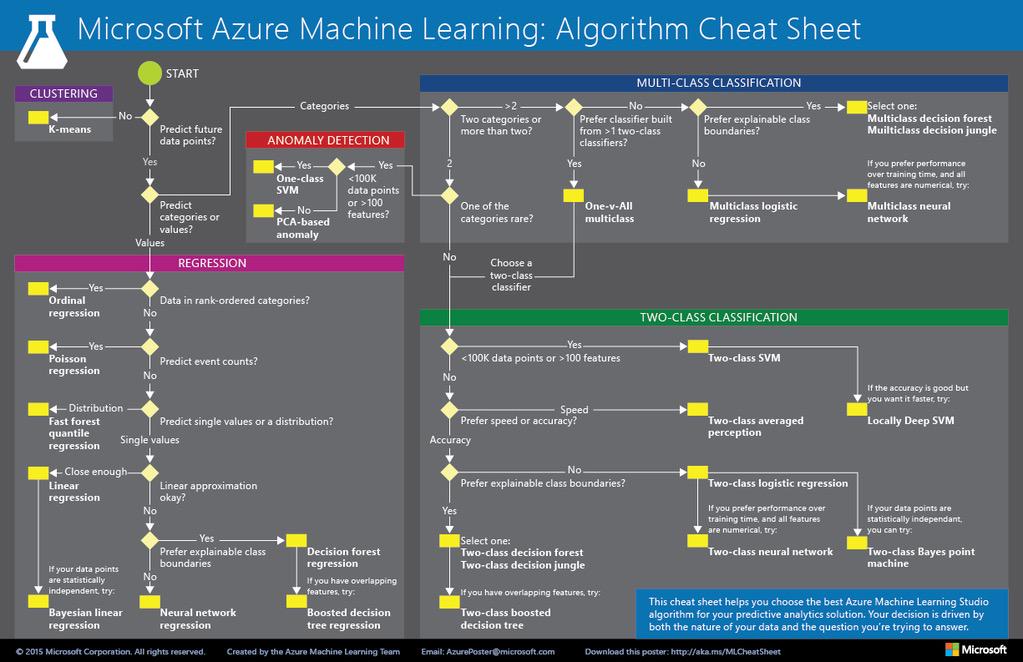 Microsoft Azure Machine Learning: Algorithm Cheat Sheet
START
CLUSTERING
K-means
No
Predict future
data points?
Yes
Predict
categories or
values?
Categories
Values
ANOMALY DETECTION
Yes
One-class
SVM
No
PCA-based
anomaly
<100K
data points
or >100
features?
Yes
MULTI-CLASS CLASSIFICATION
Two categories or
more than two?
>2
2
Prefer classifier built
from >1 two-class
classifiers?
No
Yes
Prefer explainable class
boundaries?
Yes
No
Select one:
Multiclass decision forest
Muilticlass decision jungle
One of the
categories rare?
One-v-All
multiclass
Multiclass logistic
regression
If you prefer performance
over training time, and all
features are numerical, try:
Multiclass neural
network
No
Choose a
two-class
classifier
REGRESSION
Yes
Ordinal
regression
Data in rank-ordered categories?
No
Yes
Poisson
regression
Predict event counts?
No
Distribution
Fast forest
quantile
regression
Predict single values or a distribution?
Single values
Close enough
Linear
regression
Linear approximation
okay?
No
Yes
Prefer explainable class
boundaries
Decision forest
regression
No
If your data points
are statistically
independent, try:
Bayesian linear
regression
Neural network
regression
If you have overlapping
features, try:
Boosted decision
tree regression
TWO-CLASS CLASSIFICATION
Yes
<100K data points or >100 features
Two-class SVM
No
If the accuracy is good but
you want it faster, try:
Locally Deep SVM
Speed
Prefer speed or accuracy?
Two-class averaged
perception
Accuracy
No
Prefer explainable class boundaries?
Two-class logistic regression
Yes
If you prefer performance over
training time, and all features
are numerical, try:
Two-class neural network
If your data points are
statistically independant,
you can try:
Two-class Bayes point
machine
Select one:
Two-class decision forest
Two-class decision jungle
If you have overlapping features, try:
Two-class boosted
decision tree
This cheat sheet helps you choose the best Azure Machine Learning Studio
algorithm for your predictive analytics solution. Your decision is driven by
both the nature of your data and the question you're trying to answer.
© 2015 Microsoft Corporation. All rights reserved. Created by the Azure Machine Learning Team Email: AzurePoster@microsoft.com Download this poster: http://aka.ms/MLCheatSheet Microsoft